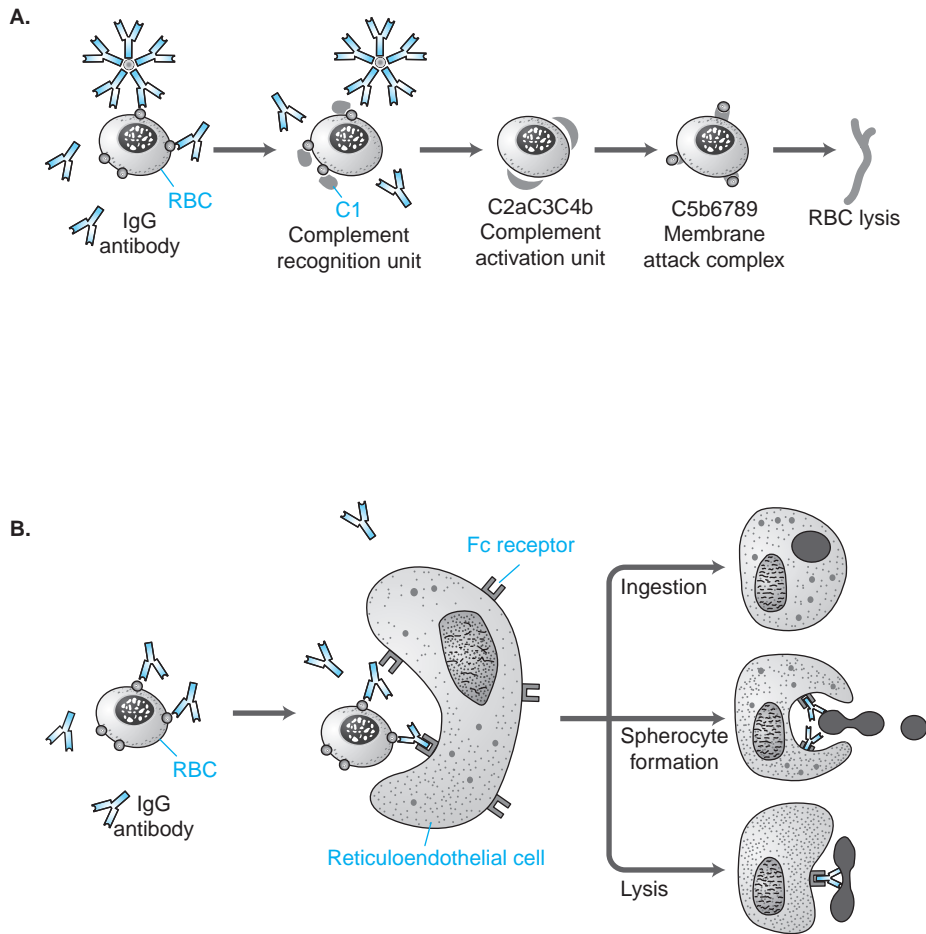 A.
RBC
IgG
antibody
C1
Complement
recognition unit
C2aC3C4b
Complement
activation unit
C5b6789
Membrane
attack complex
RBC lysis
B.
RBC
IgG
antibody
Fc receptor
Reticuloendothelial cell
Ingestion
Spherocyte
formation
Lysis